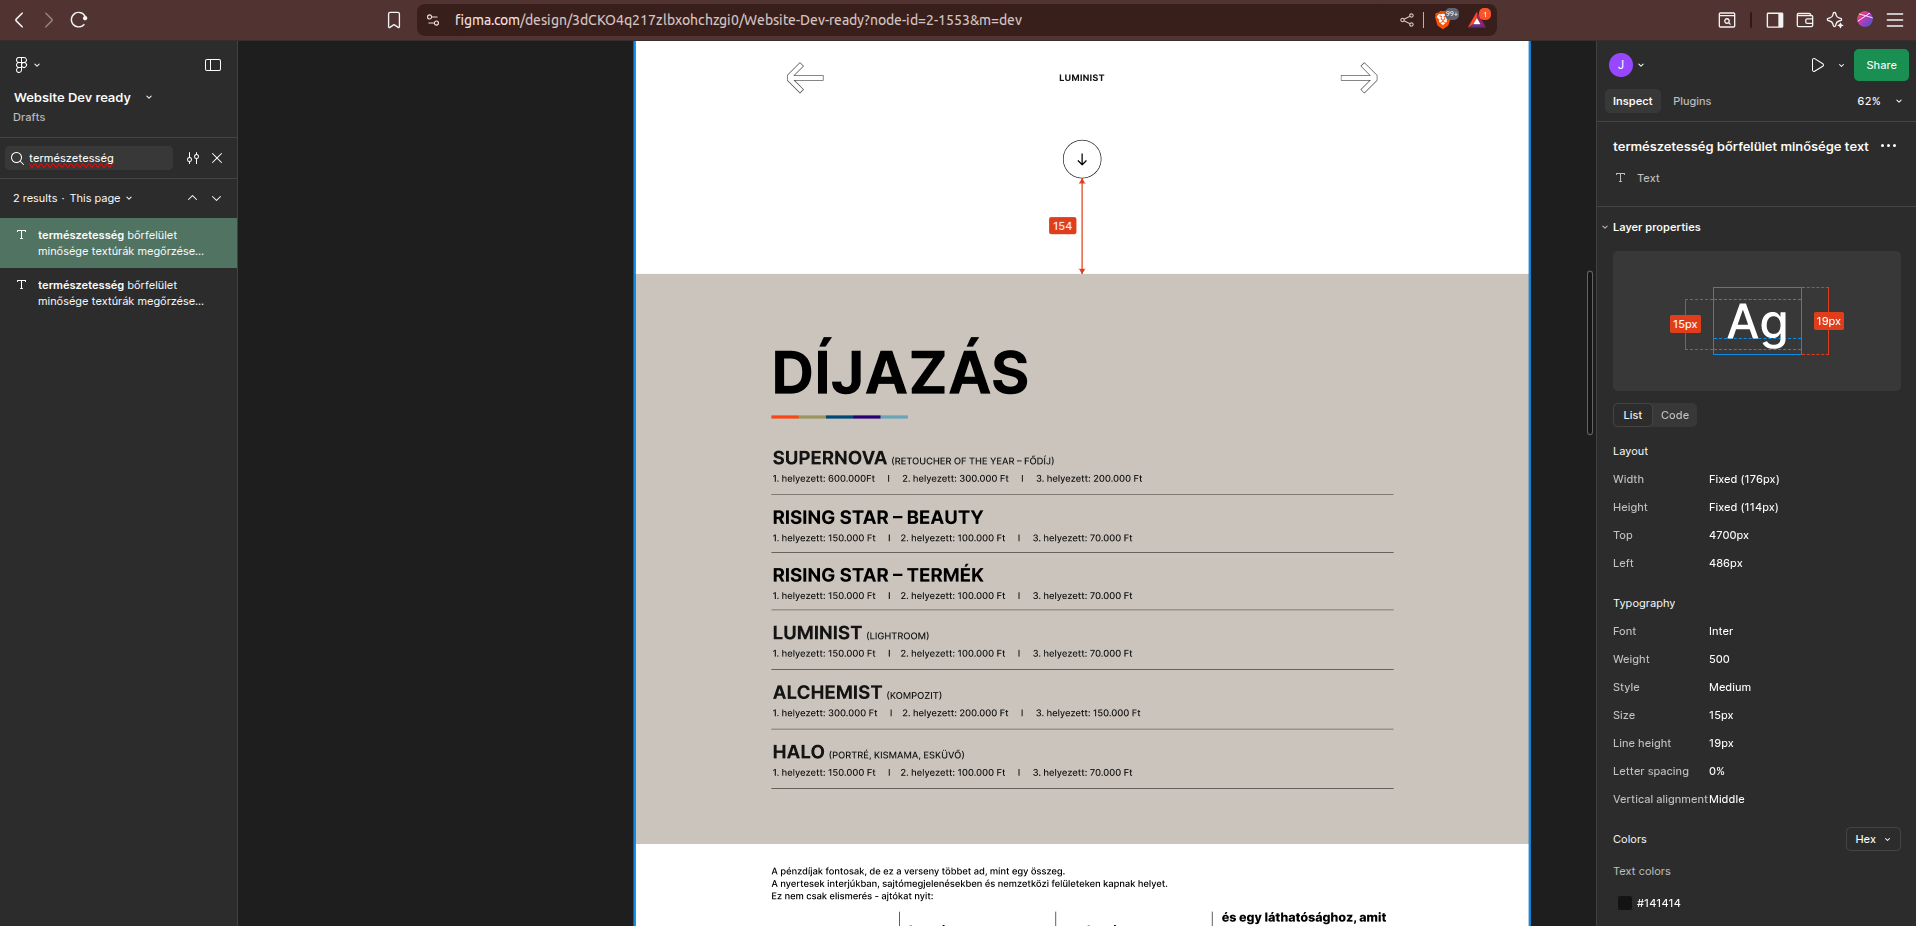 figma.com/design/3dCKO4q217zlbxohchzgi0/Website-Dev-ready?node-id=2-1553&m=dev
99+
1
Website Dev ready
Drafts
természetesség
2 results · This page
természetesség bőrfelület
minősége textúrák megőrzése...
természetesség bőrfelület
minősége textúrák megőrzése...
LUMINIST
154
DÍJAZÁS
SUPERNOVA (RETOUCHER OF THE YEAR – FŐDÍJ)
1. helyezett: 600.000Ft I 2. helyezett: 300.000 Ft I 3. helyezett: 200.000 Ft
RISING STAR – BEAUTY
1. helyezett: 150.000 Ft I 2. helyezett: 100.000 Ft I 3. helyezett: 70.000 Ft
RISING STAR – TERMÉK
1. helyezett: 150.000 Ft I 2. helyezett: 100.000 Ft I 3. helyezett: 70.000 Ft
LUMINIST (LIGHTROOM)
1. helyezett: 150.000 Ft I 2. helyezett: 100.000 Ft I 3. helyezett: 70.000 Ft
ALCHEMIST (KOMPOZIT)
1. helyezett: 300.000 Ft I 2. helyezett: 200.000 Ft I 3. helyezett: 150.000 Ft
HALO (PORTRÉ, KISMAMA, ESKÜVŐ)
1. helyezett: 150.000 Ft I 2. helyezett: 100.000 Ft I 3. helyezett: 70.000 Ft
A pénzdíjak fontosak, de ez a verseny többet ad, mint egy összeg.
A nyertesek interjúkban, sajtómegjelenésekben és nemzetközi felületeken kapnak helyet.
Ez nem csak elismerés - ajtókat nyit:
és egy láthatósághoz, amit
J
Share
Inspect Plugins 62%
természetesség bőrfelület minősége text
Text
Layer properties
15px Ag 19px
List Code
Layout
Width Fixed (176px)
Height Fixed (114px)
Top 4700px
Left 486px
Typography
Font Inter
Weight 500
Style Medium
Size 15px
Line height 19px
Letter spacing 0%
Vertical alignment Middle
Colors Hex
Text colors
#141414